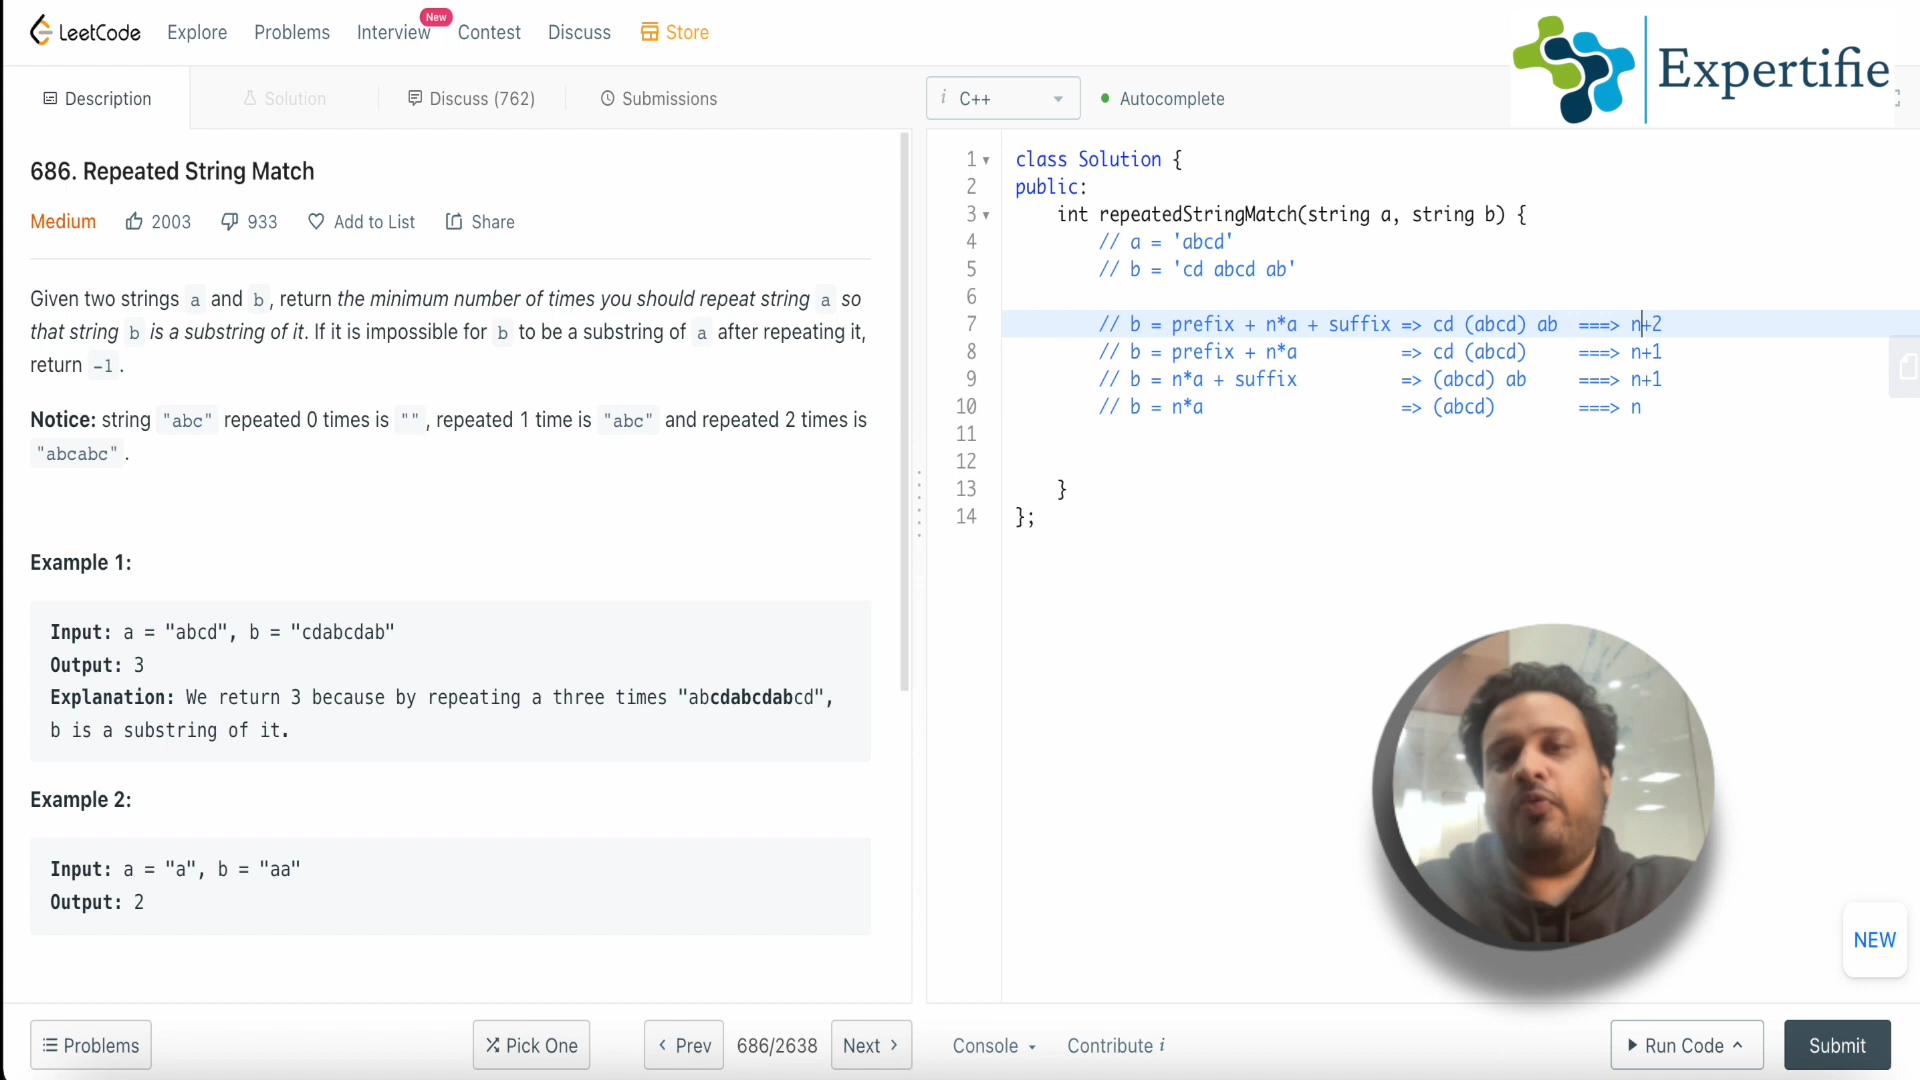 LeetCode Explore Problems Interview New Contest Discuss Store
Expertifie
Description Solution Discuss (762) Submissions
i C++ Autocomplete
686. Repeated String Match
Medium 2003 933 Add to List Share
Given two strings a and b, return the minimum number of times you should repeat string a so
that string b is a substring of it. If it is impossible for b to be a substring of a after repeating it,
return -1.
Notice: string "abc" repeated 0 times is "", repeated 1 time is "abc" and repeated 2 times is
"abcabc".
Example 1:
Input: a = "abcd", b = "cdabcdab"
Output: 3
Explanation: We return 3 because by repeating a three times "abcdabcdabcd",
b is a substring of it.
Example 2:
Input: a = "a", b = "aa"
Output: 2
1 class Solution {
2 public:
3 int repeatedStringMatch(string a, string b) {
4 // a = 'abcd'
5 // b = 'cd abcd ab'
6
7 // b = prefix + n*a + suffix => cd (abcd) ab ===> n+2
8 // b = prefix + n*a => cd (abcd) ===> n+1
9 // b = n*a + suffix => (abcd) ab ===> n+1
10 // b = n*a => (abcd) ===> n
11
12
13 }
14 };
NEW
Problems Pick One < Prev 686/2638 Next > Console Contribute i Run Code Submit